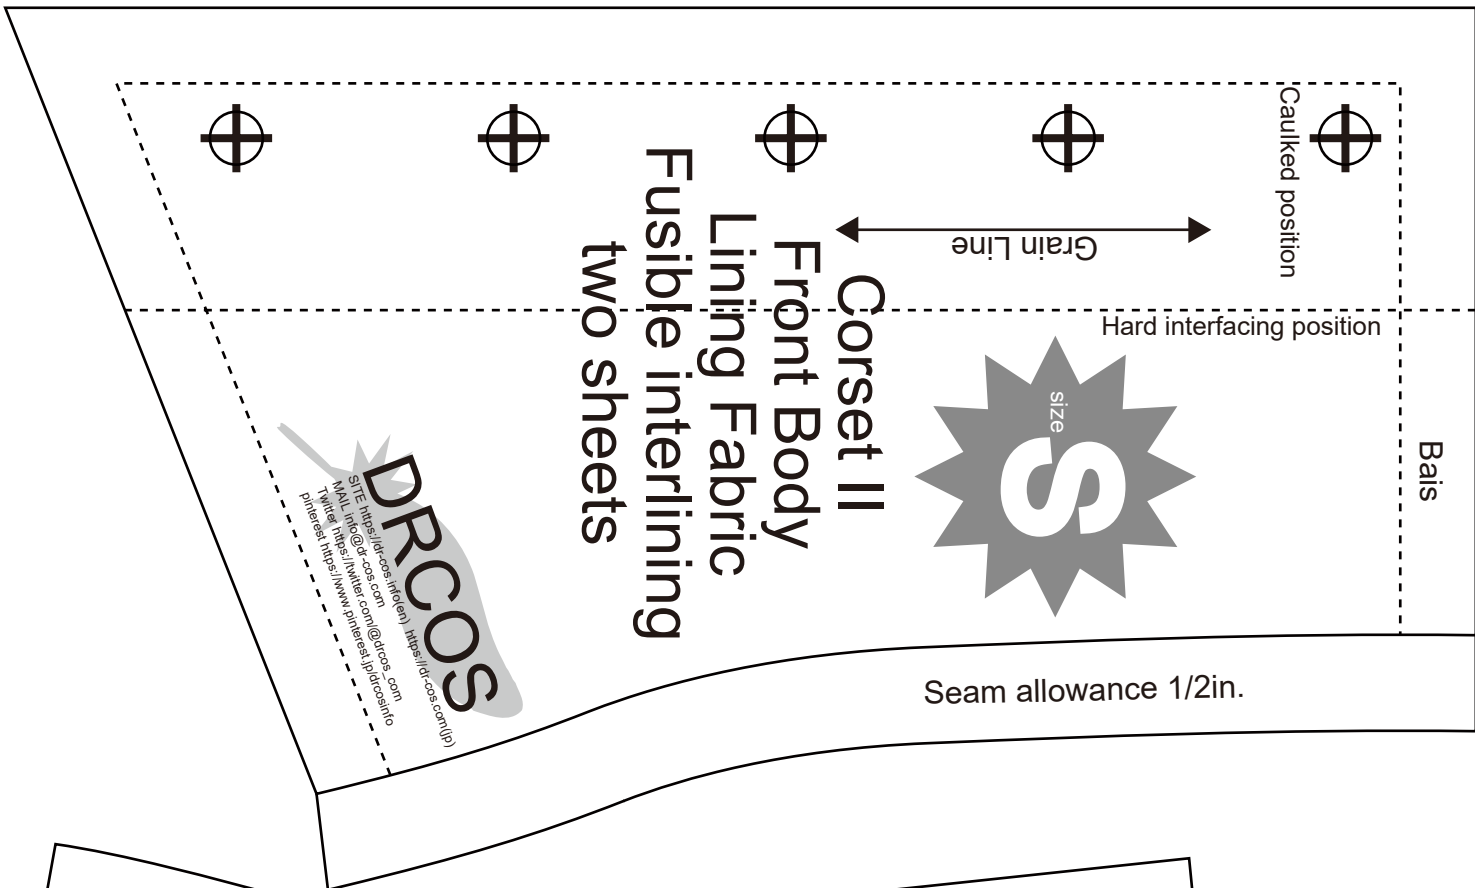 Corset II
Front Body
Lining Fabric
Fusible interlining
two sheets
Grain Line
Caulked position
Hard interfacing position
size
S
Bais
Seam allowance 1/2in.
DRCOS
SITE https://dr-cos.info(en) https://dr-cos.com(jp)
MAIL info@dr-cos.com
Twitter https://twitter.com/@drcos_com
pinterest https://www.pinterest.jp/drcosinfo